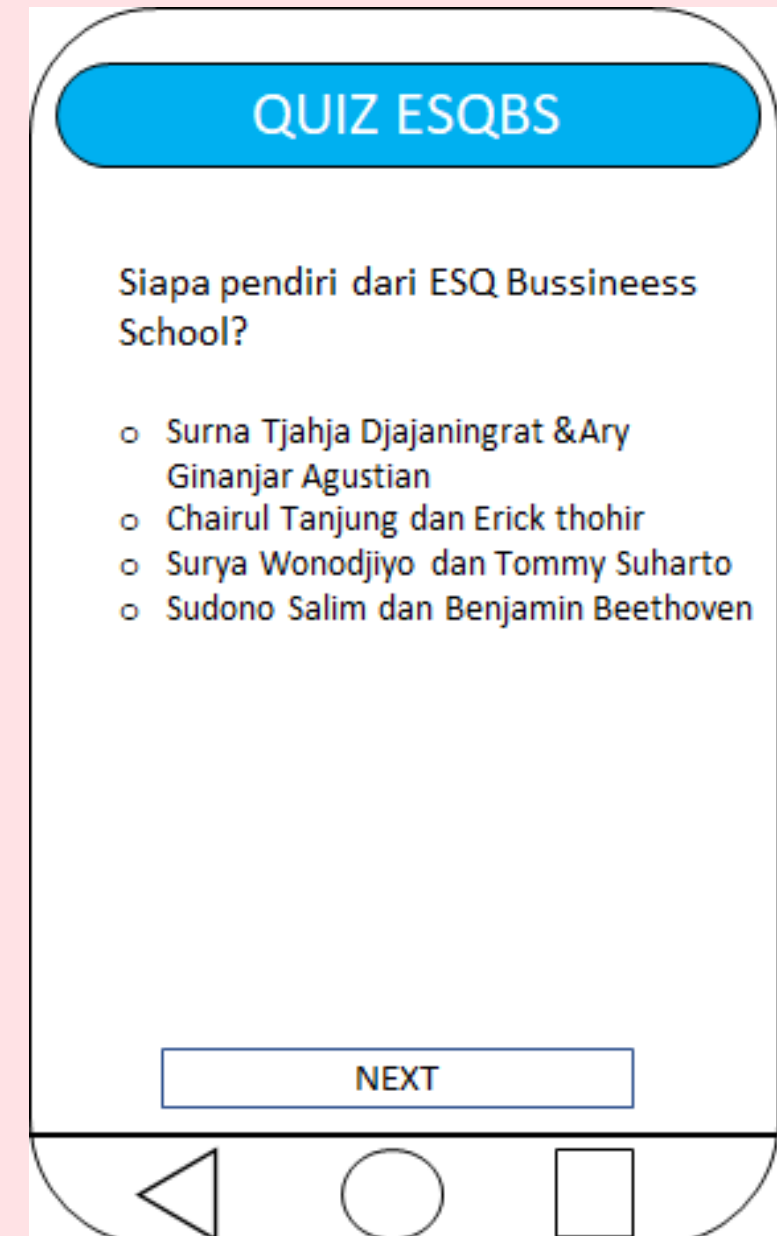 QUIZ ESQBS
Siapa pendiri dari ESQ Bussineess
School?
o Surna Tjahja Djajaningrat &Ary
Ginanjar Agustian
o Chairul Tanjung dan Erick thohir
o Surya Wonodjiyo dan Tommy Suharto
o Sudono Salim dan Benjamin Beethoven
NEXT